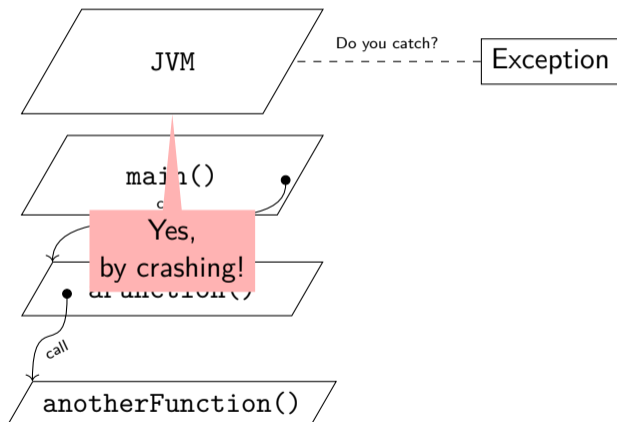 JVM
Do you catch?
Exception
main()
Yes,
by crashing!
call
anotherFunction()